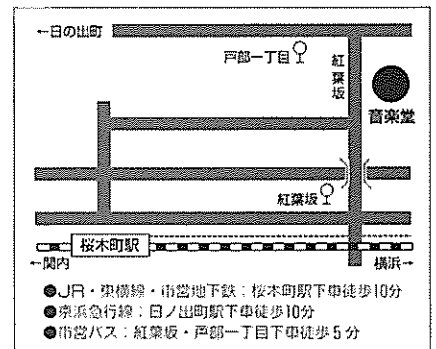 ←日の出町
戸部一丁目
紅葉坂
音楽堂
紅葉坂
桜木町駅
←関内
横浜→
●JR・東横線・市営地下鉄：桜木町駅下車徒歩10分
●京浜急行線：日ノ出町駅下車徒歩10分
●市営バス：紅葉坂・戸部一丁目下車徒歩5分